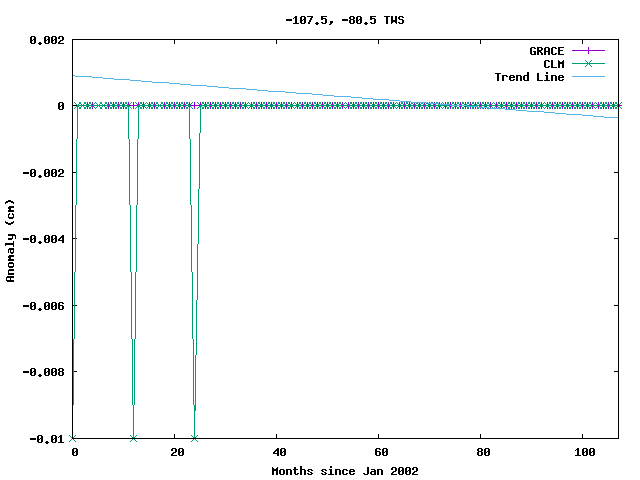 -107.5, -80.5 TWS
GRACE
CLM
Trend Line
0.002
0
-0.002
-0.004
-0.006
-0.008
-0.01
Anomaly (cm)
0 20 40 60 80 100
Months since Jan 2002